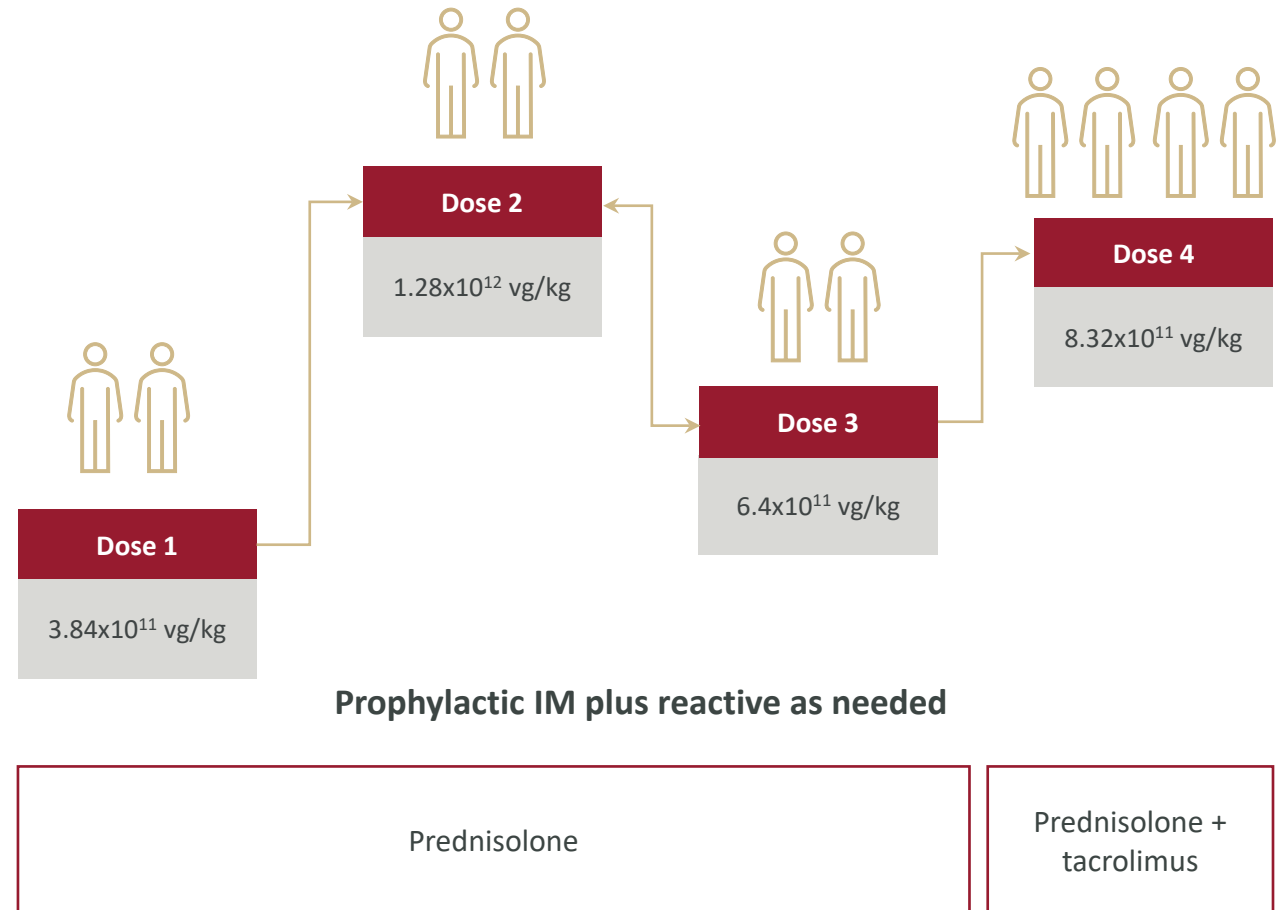 Dose 1
3.84x10¹¹ vg/kg
Dose 2
1.28x10¹² vg/kg
Dose 3
6.4x10¹¹ vg/kg
Dose 4
8.32x10¹¹ vg/kg
Prophylactic IM plus reactive as needed
Prednisolone
Prednisolone +
tacrolimus